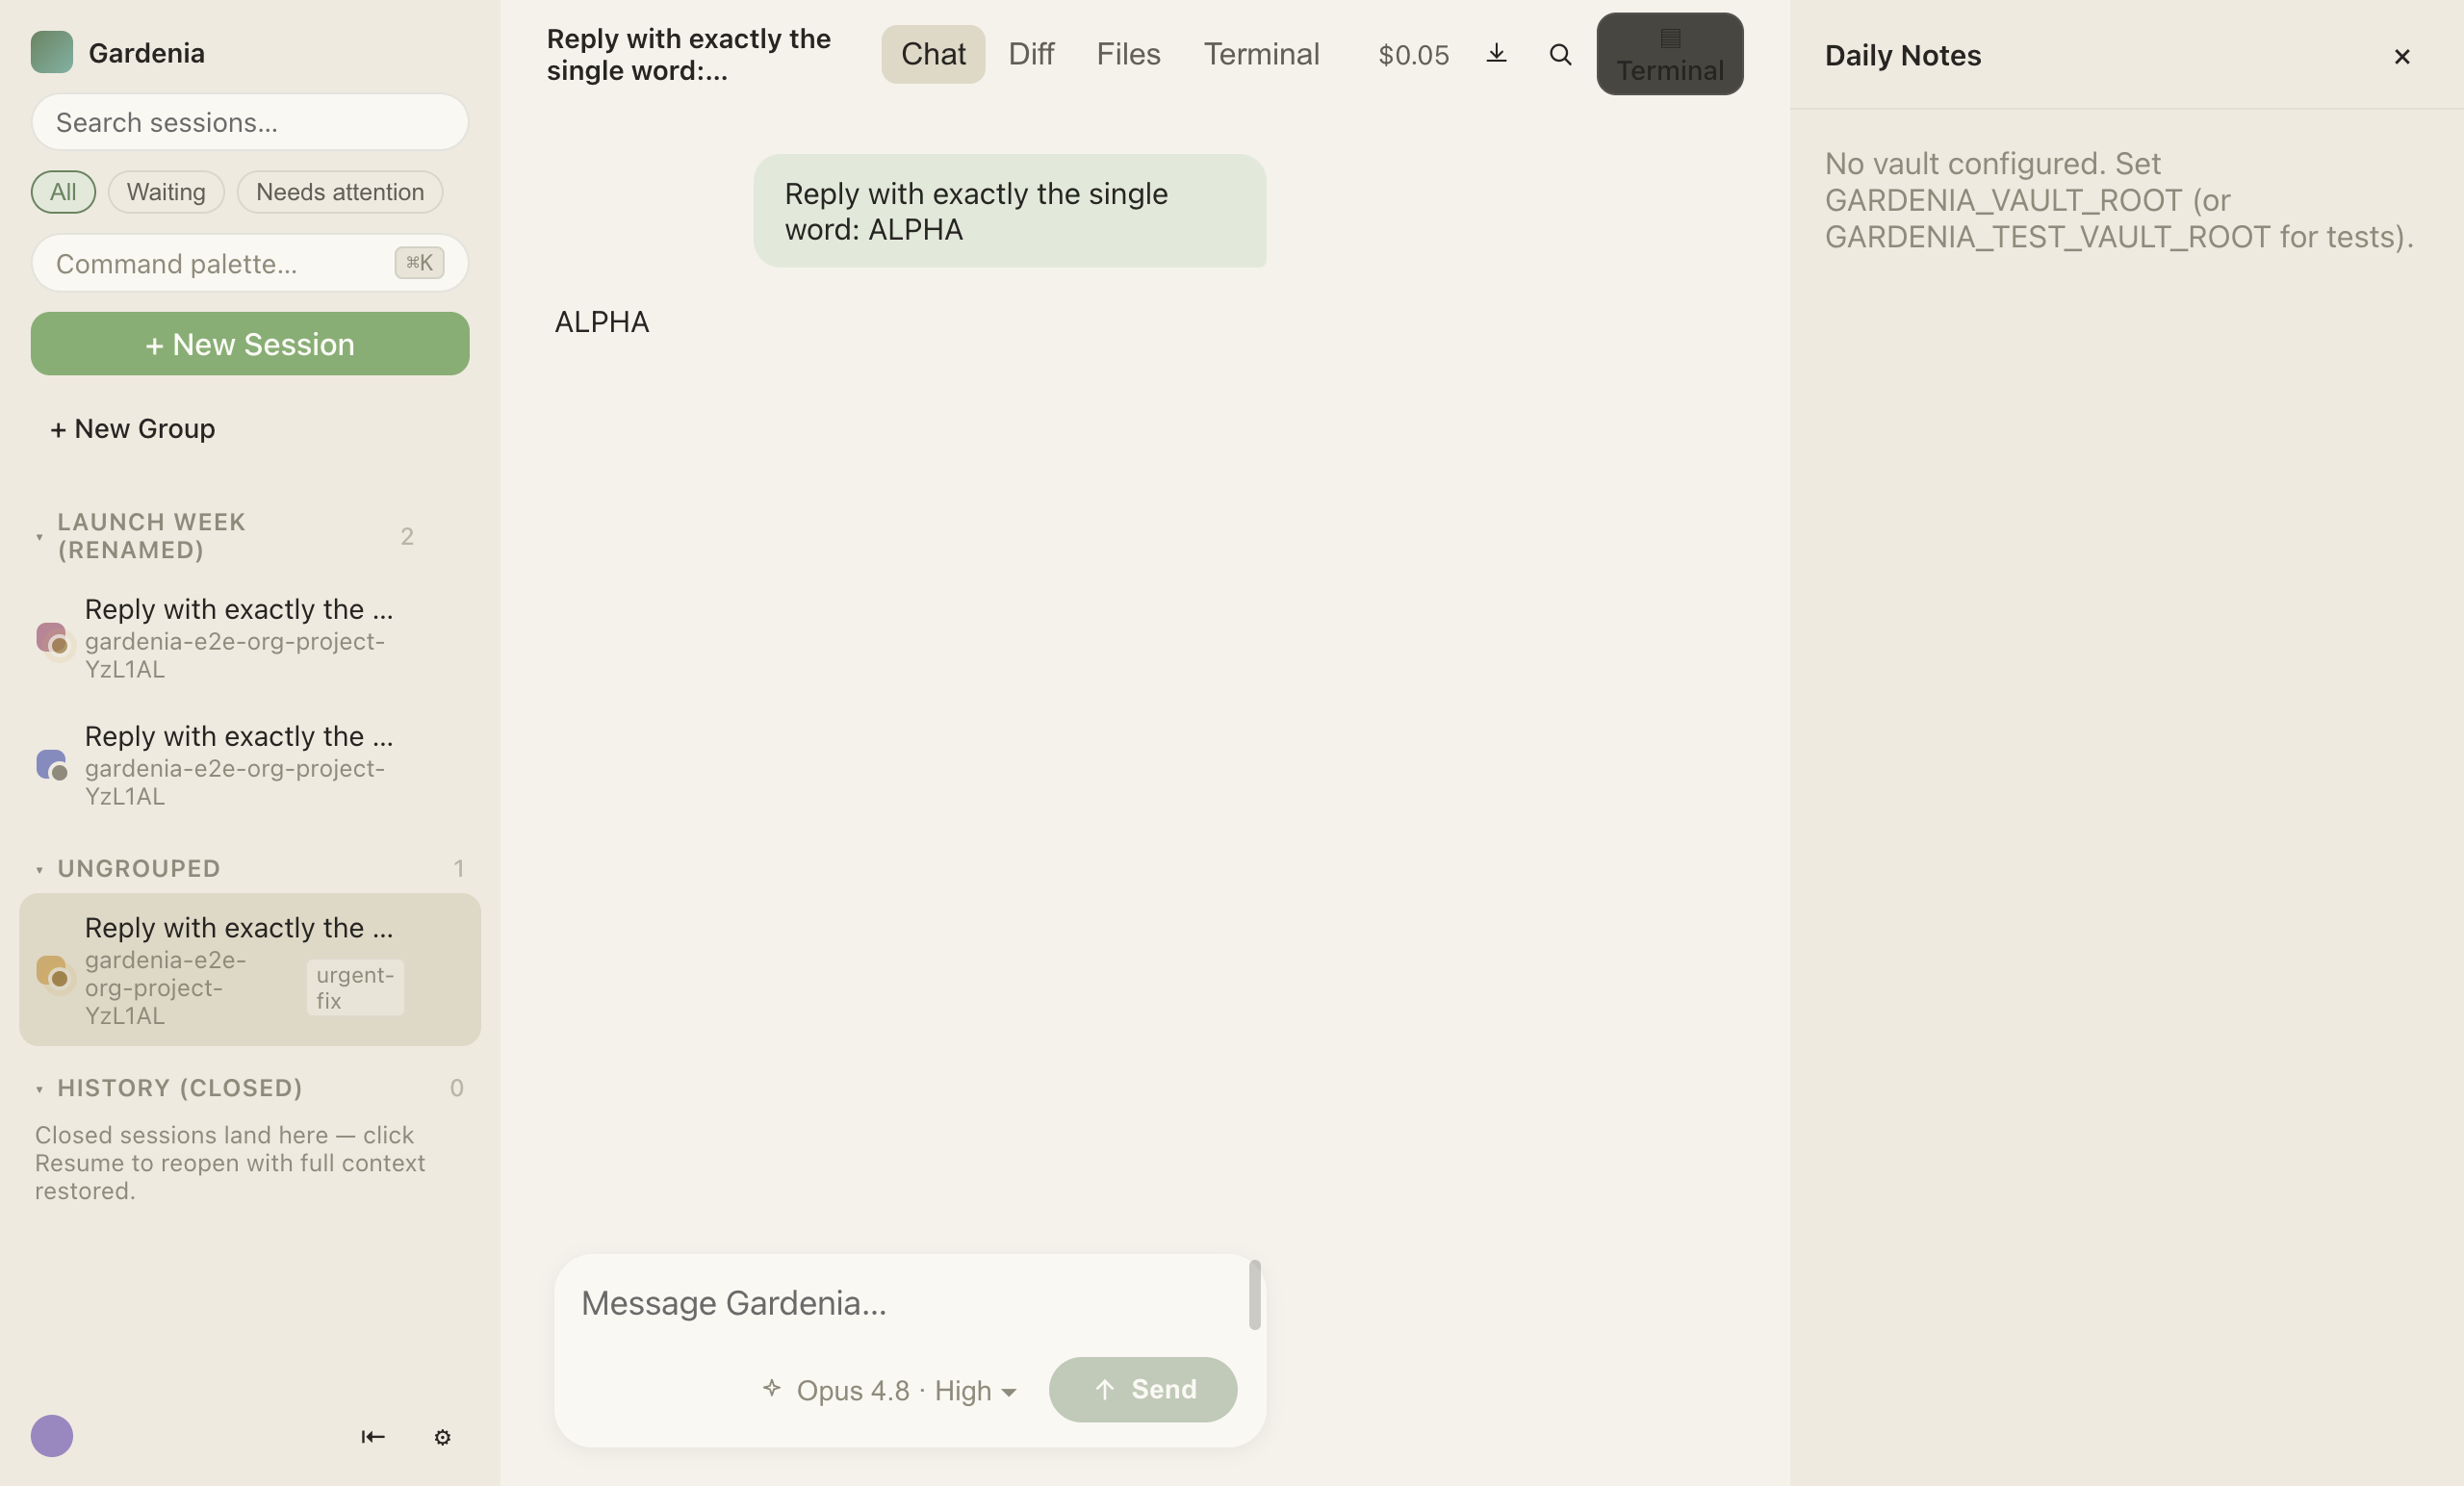 Gardenia
Search sessions...
All
Waiting
Needs attention
Command palette...
⌘K
+ New Session
+ New Group
LAUNCH WEEK
(RENAMED)
2
Reply with exactly the ...
gardenia-e2e-org-project-
YzL1AL
Reply with exactly the ...
gardenia-e2e-org-project-
YzL1AL
UNGROUPED
1
Reply with exactly the ...
gardenia-e2e-
org-project-
YzL1AL
urgent-
fix
HISTORY (CLOSED)
0
Closed sessions land here — click
Resume to reopen with full context
restored.
Reply with exactly the
single word:...
Chat
Diff
Files
Terminal
$0.05
Terminal
Reply with exactly the single
word: ALPHA
ALPHA
Message Gardenia...
Opus 4.8 · High
Send
Daily Notes
No vault configured. Set
GARDENIA_VAULT_ROOT (or
GARDENIA_TEST_VAULT_ROOT for tests).